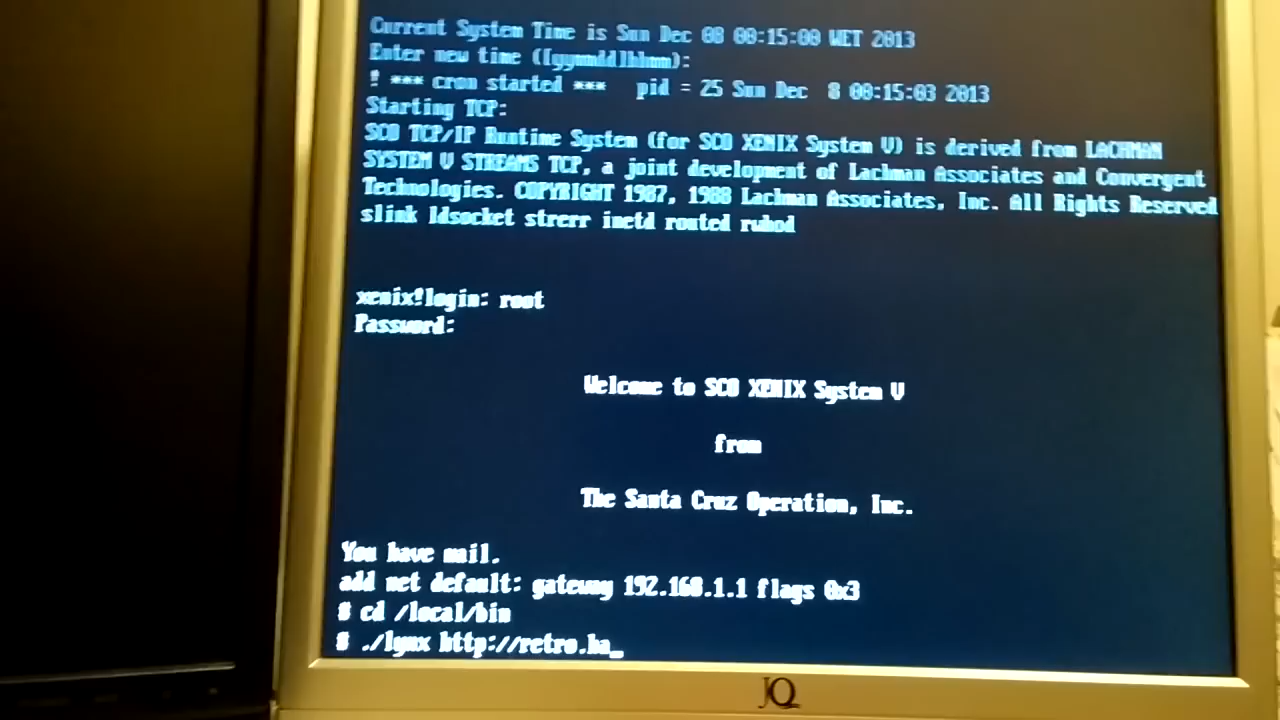 Current System Time is Sun Dec 08 00:15:00 WET 2013
Enter new time ([yymmdd]hhmm):
! *** cron started ***   pid = 25 Sun Dec  8 00:15:03 2013
Starting TCP:
SCO TCP/IP Runtime System (for SCO XENIX System V) is derived from LACHMAN
SYSTEM V STREAMS TCP, a joint development of Lachman Associates and Convergent
Technologies. COPYRIGHT 1987, 1988 Lachman Associates, Inc. All Rights Reserved
slink ldsocket strerr inetd routed rwhod
xenix!login: root
Password:
Welcome to SCO XENIX System V
from
The Santa Cruz Operation, Inc.
You have mail.
add net default: gateway 192.168.1.1 flags 0x3
# cd /local/bin
# ./lynx http://retro.ha_
JQ